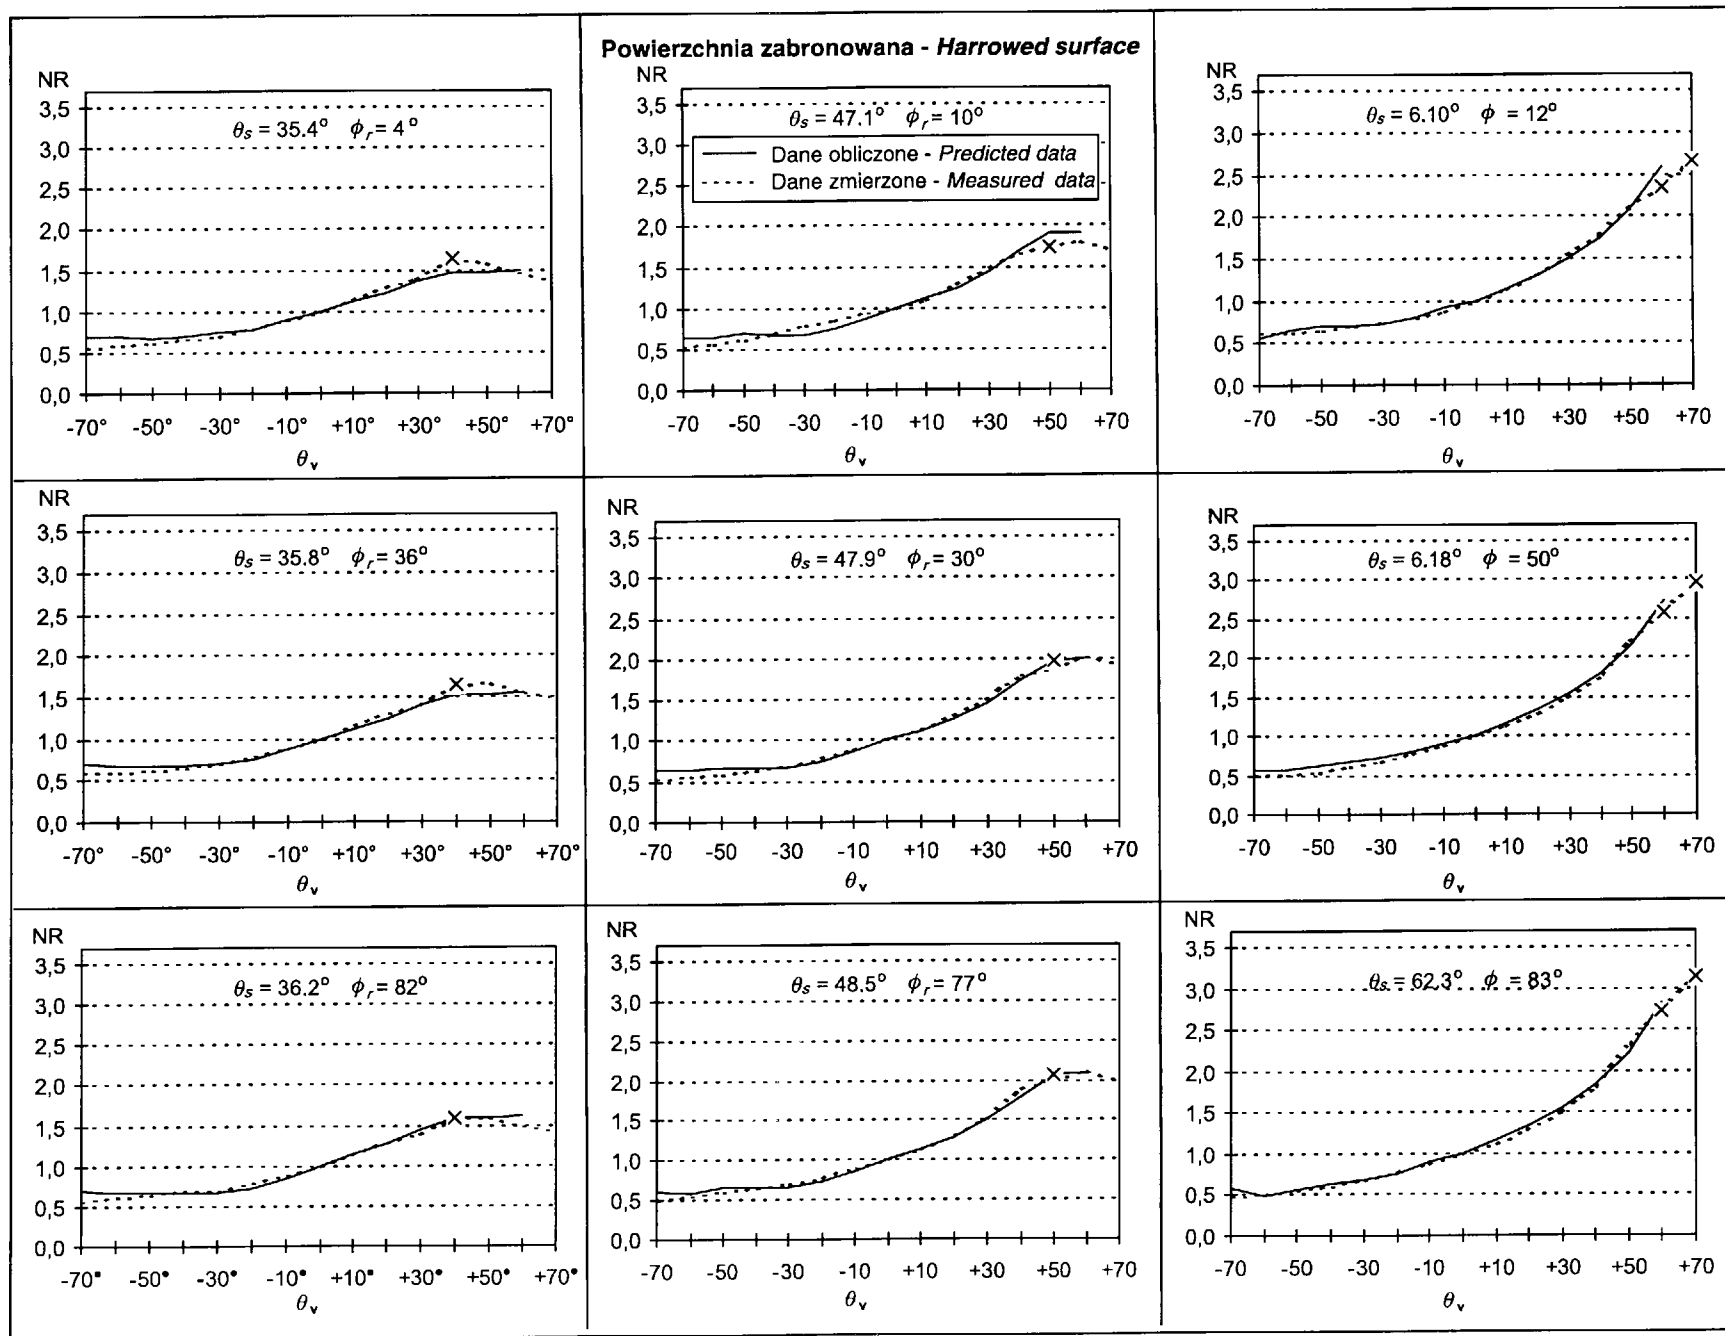 Powierzchnia zabronowana - Harrowed surface
NR
3,5
3,0
2,5
2,0
1,5
1,0
0,5
0,0
θs = 35.4° ϕr = 4°
-70° -50° -30° -10° +10° +30° +50° +70°
θv
NR
3,5
3,0
2,5
2,0
1,5
1,0
0,5
0,0
θs = 47.1° ϕr = 10°
Dane obliczone - Predicted data
Dane zmierzone - Measured data
-70 -50 -30 -10 +10 +30 +50 +70
θv
NR
3,5
3,0
2,5
2,0
1,5
1,0
0,5
0,0
θs = 6.10° ϕ = 12°
-70 -50 -30 -10 +10 +30 +50 +70
θv
NR
3,5
3,0
2,5
2,0
1,5
1,0
0,5
0,0
θs = 35.8° ϕr = 36°
-70° -50° -30° -10° +10° +30° +50° +70°
θv
NR
3,5
3,0
2,5
2,0
1,5
1,0
0,5
0,0
θs = 47.9° ϕr = 30°
-70 -50 -30 -10 +10 +30 +50 +70
θv
NR
3,5
3,0
2,5
2,0
1,5
1,0
0,5
0,0
θs = 6.18° ϕ = 50°
-70 -50 -30 -10 +10 +30 +50 +70
θv
NR
3,5
3,0
2,5
2,0
1,5
1,0
0,5
0,0
θs = 36.2° ϕr = 82°
-70° -50° -30° -10° +10° +30° +50° +70°
θv
NR
3,5
3,0
2,5
2,0
1,5
1,0
0,5
0,0
θs = 48.5° ϕr = 77°
-70 -50 -30 -10 +10 +30 +50 +70
θv
NR
3,5
3,0
2,5
2,0
1,5
1,0
0,5
0,0
θs = 62.3° ϕ = 83°
-70 -50 -30 -10 +10 +30 +50 +70
θv